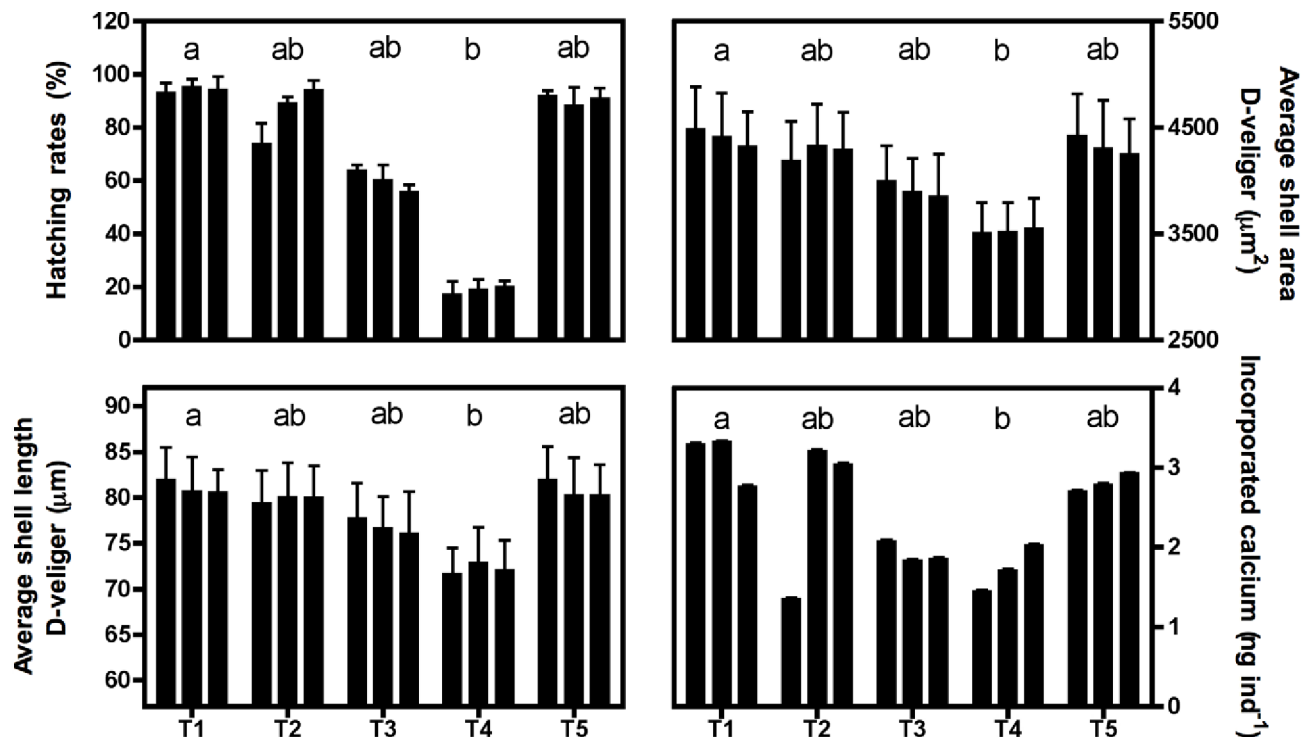 120
100
80
60
40
20
0
Hatching rates (%)
a ab ab b ab
5500
4500
3500
2500
Average shell area
D-veliger (μm²)
a ab ab b ab
90
85
80
75
70
65
60
Average shell length
D-veliger (μm)
a ab ab b ab
T1 T2 T3 T4 T5
4
3
2
1
0
Incorporated calcium (ng ind⁻¹)
a ab ab b ab
T1 T2 T3 T4 T5